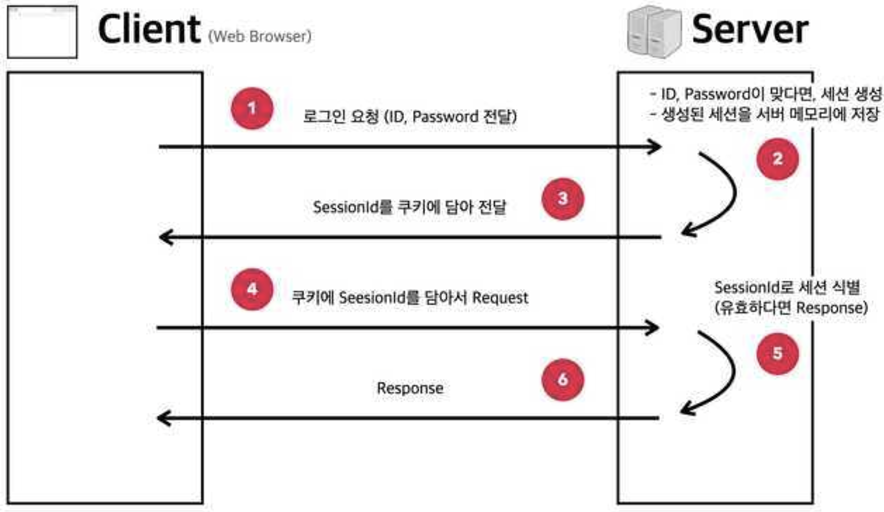 Client (Web Browser)
Server
1
로그인 요청 (ID, Password 전달)
- ID, Password이 맞다면, 세션 생성
- 생성된 세션을 서버 메모리에 저장
2
3
SessionId를 쿠키에 담아 전달
4
쿠키에 SeesionId를 담아서 Request
SessionId로 세션 식별
(유효하다면 Response)
5
6
Response